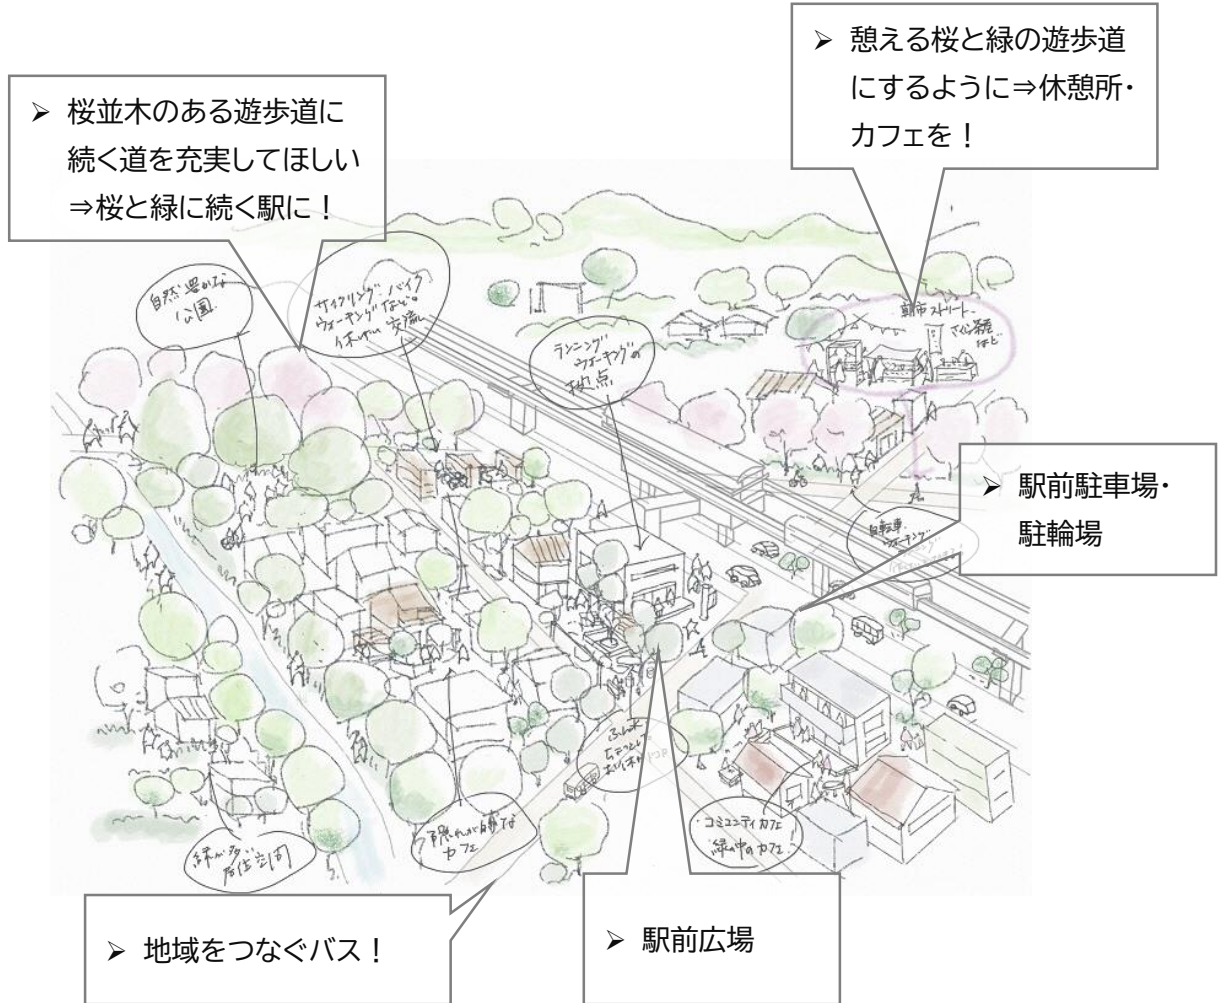 ➢ 憩える桜と緑の遊歩道
にするように⇒休憩所・
カフェを！
➢ 桜並木のある遊歩道に
続く道を充実してほしい
⇒桜と緑に続く駅に！
自然豊かな
公園
サイクリング・バイク
ウォーキングなどの
交流
ランニング
ウォーキングの
拠点
朝市ストリート
さくら茶屋
など
➢ 駅前駐車場・
駐輪場
自転車
ウォーキング
コミュニティカフェ
緑の中のカフェ
隠れ家的な
カフェ
緑が多い
居住空間
➢ 地域をつなぐバス！
➢ 駅前広場